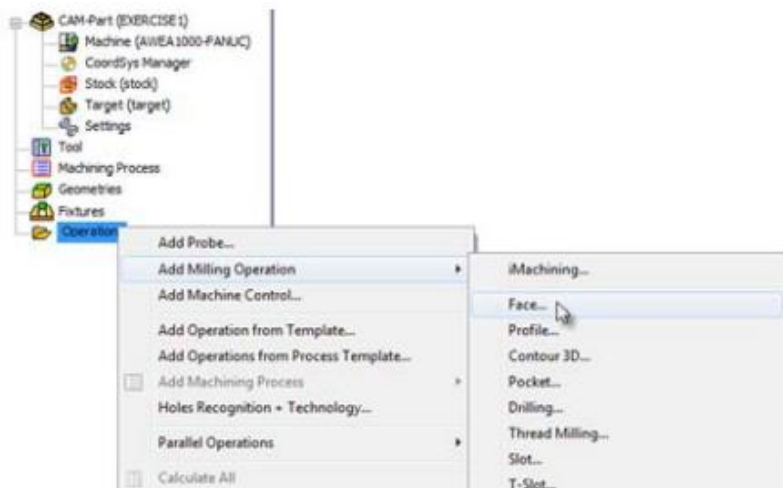 CAM-Part (EXERCISE1)
Machine (AWEA1000-FANUC)
CoordSys Manager
Stock (stock)
Target (target)
Settings
Tool
Machining Process
Geometries
Fixtures
Operation
Add Probe...
Add Milling Operation
Add Machine Control...
Add Operation from Template...
Add Operations from Process Template...
Add Machining Process
Holes Recognition + Technology...
Parallel Operations
Calculate All
iMachining...
Face...
Profile...
Contour 3D...
Pocket...
Drilling...
Thread Milling...
Slot...
T-Slot...